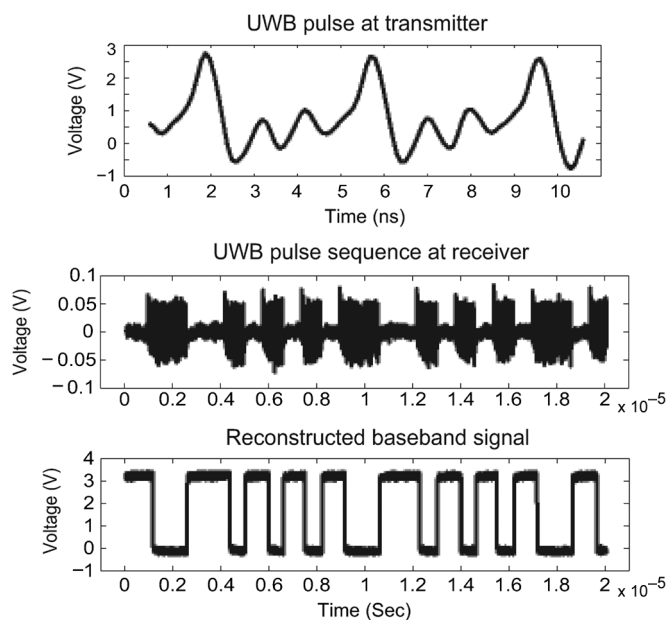 UWB pulse at transmitter
3
2
1
0
−1
Voltage (V)
0 1 2 3 4 5 6 7 8 9 10
Time (ns)
UWB pulse sequence at receiver
0.1
0.05
0
−0.05
−0.1
Voltage (V)
0 0.2 0.4 0.6 0.8 1 1.2 1.4 1.6 1.8 2
x 10⁻⁵
Reconstructed baseband signal
4
3
2
1
0
−1
Voltage (V)
0 0.2 0.4 0.6 0.8 1 1.2 1.4 1.6 1.8 2
x 10⁻⁵
Time (Sec)